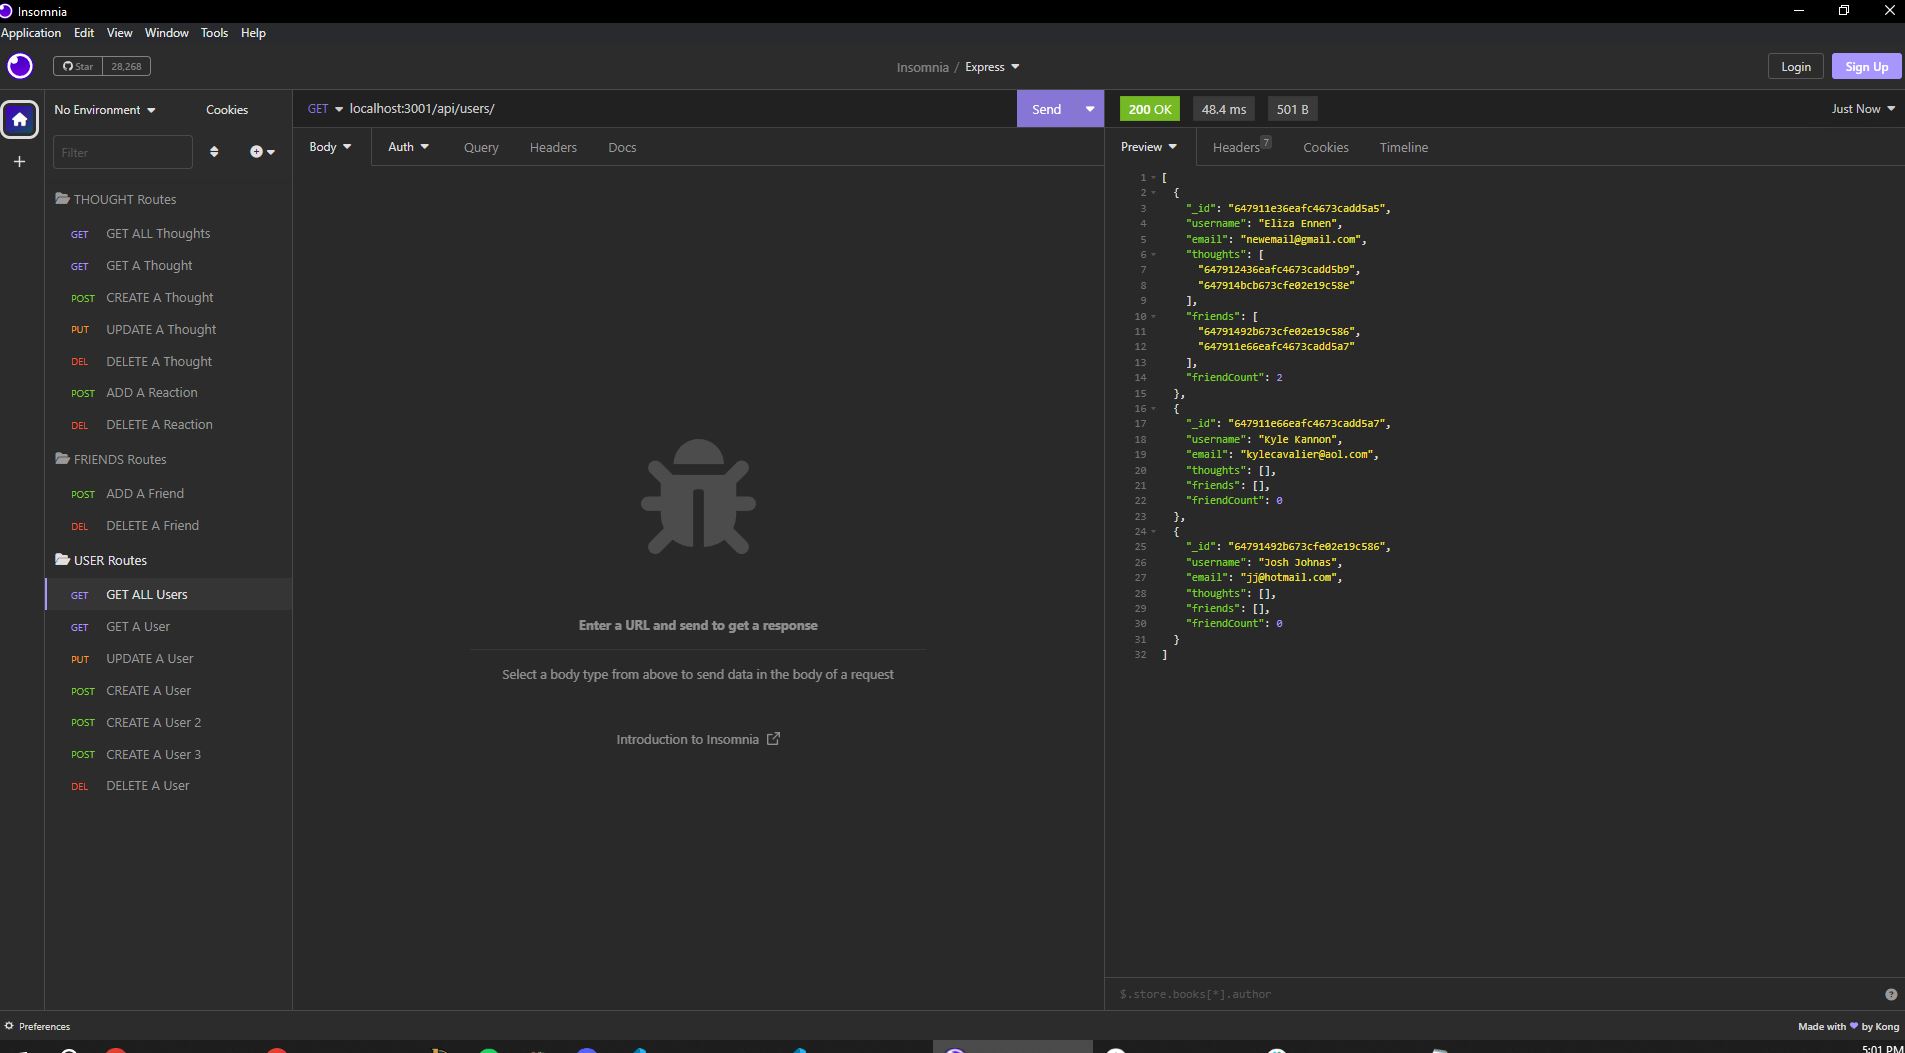 Insomnia
Application Edit View Window Tools Help
Star 28,268
Insomnia / Express
Login Sign Up
No Environment Cookies
Filter
THOUGHT Routes
GET GET ALL Thoughts
GET GET A Thought
POST CREATE A Thought
PUT UPDATE A Thought
DEL DELETE A Thought
POST ADD A Reaction
DEL DELETE A Reaction
FRIENDS Routes
POST ADD A Friend
DEL DELETE A Friend
USER Routes
GET GET ALL Users
GET GET A User
PUT UPDATE A User
POST CREATE A User
POST CREATE A User 2
POST CREATE A User 3
DEL DELETE A User
GET localhost:3001/api/users/ Send
Body Auth Query Headers Docs
Enter a URL and send to get a response
Select a body type from above to send data in the body of a request
Introduction to Insomnia
200 OK 48.4 ms 501 B Just Now
Preview Headers 7 Cookies Timeline
1 [
2 {
3 "_id": "647911e36eafc4673cadd5a5",
4 "username": "Eliza Ennen",
5 "email": "newemail@gmail.com",
6 "thoughts": [
7 "647912436eafc4673cadd5b9",
8 "647914bcb673cfe02e19c58e"
9 ],
10 "friends": [
11 "64791492b673cfe02e19c586",
12 "647911e66eafc4673cadd5a7"
13 ],
14 "friendCount": 2
15 },
16 {
17 "_id": "647911e66eafc4673cadd5a7",
18 "username": "Kyle Kannon",
19 "email": "kylecavalier@aol.com",
20 "thoughts": [],
21 "friends": [],
22 "friendCount": 0
23 },
24 {
25 "_id": "64791492b673cfe02e19c586",
26 "username": "Josh Johnas",
27 "email": "jj@hotmail.com",
28 "thoughts": [],
29 "friends": [],
30 "friendCount": 0
31 }
32 ]
$.store.books[*].author
Preferences
Made with by Kong
5:01 PM